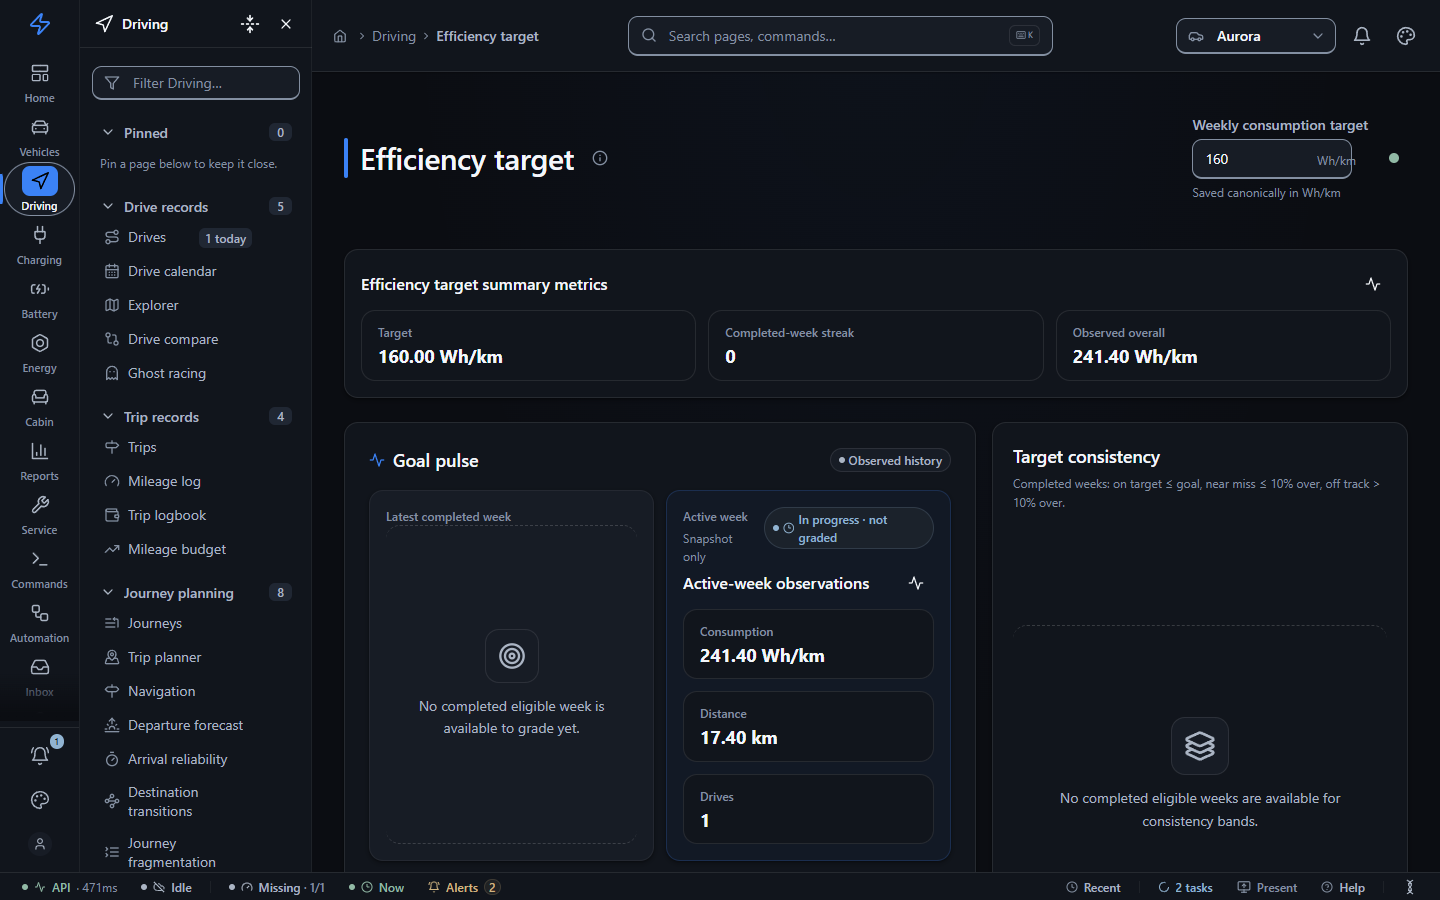 Driving
Driving
Efficiency target
Search pages, commands...
K
Aurora
Home
Vehicles
Driving
Charging
Battery
Energy
Cabin
Reports
Service
Commands
Automation
Inbox
1
Filter Driving...
Pinned
0
Pin a page below to keep it close.
Drive records
5
Drives
1 today
Drive calendar
Explorer
Drive compare
Ghost racing
Trip records
4
Trips
Mileage log
Trip logbook
Mileage budget
Journey planning
8
Journeys
Trip planner
Navigation
Departure forecast
Arrival reliability
Destination
transitions
Journey
fragmentation
Efficiency target
Weekly consumption target
160
Wh/km
Saved canonically in Wh/km
Efficiency target summary metrics
Target
160.00 Wh/km
Completed-week streak
0
Observed overall
241.40 Wh/km
Goal pulse
Observed history
Latest completed week
No completed eligible week is
available to grade yet.
Active week
Snapshot
only
In progress · not
graded
Active-week observations
Consumption
241.40 Wh/km
Distance
17.40 km
Drives
1
Target consistency
Completed weeks: on target ≤ goal, near miss ≤ 10% over, off track >
10% over.
No completed eligible weeks are available for
consistency bands.
API · 471ms
Idle
Missing · 1/1
Now
Alerts 2
Recent
2 tasks
Present
Help